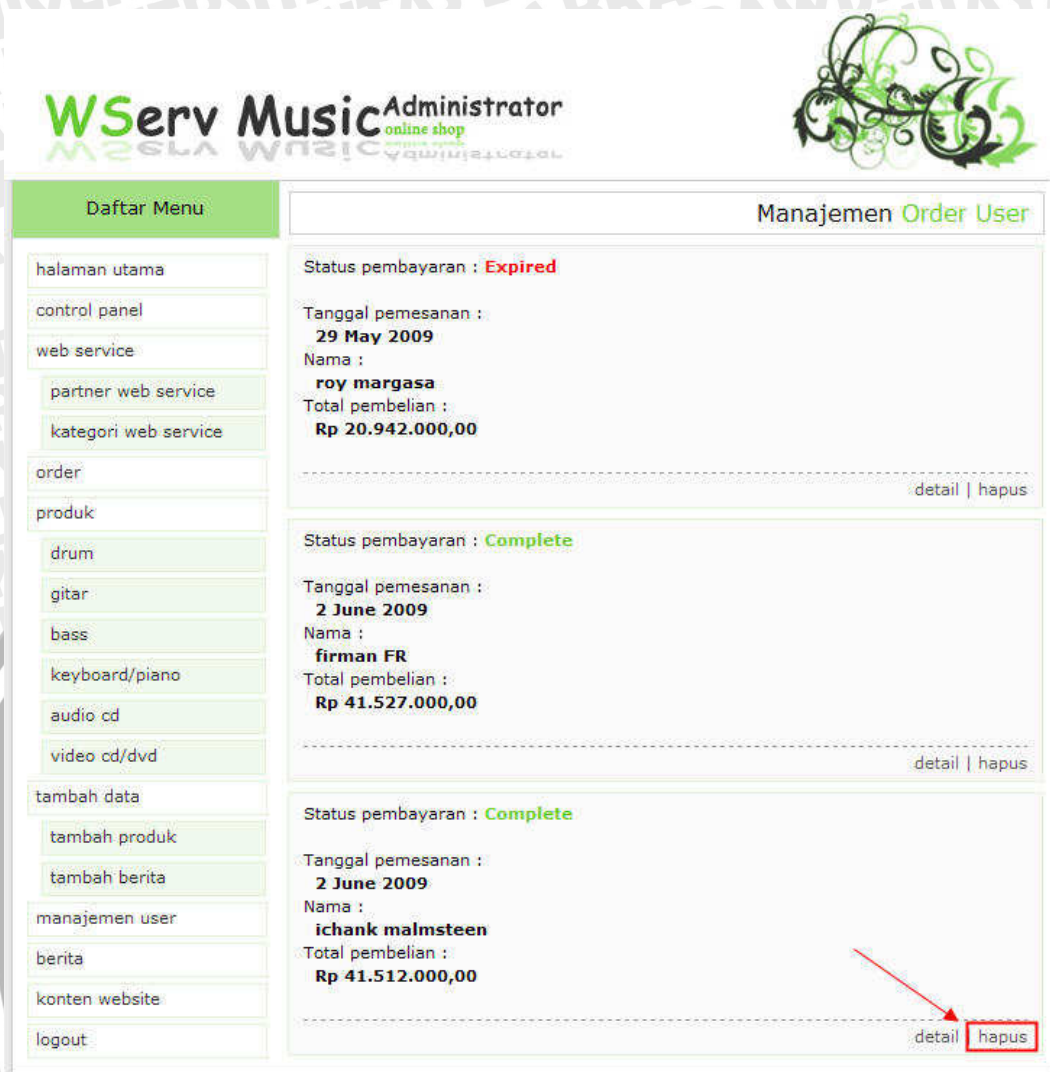 WServ Music Administrator
online shop
Daftar Menu
halaman utama
control panel
web service
partner web service
kategori web service
order
produk
drum
gitar
bass
keyboard/piano
audio cd
video cd/dvd
tambah data
tambah produk
tambah berita
manajemen user
berita
konten website
logout
Manajemen Order User
Status pembayaran : Expired
Tanggal pemesanan :
29 May 2009
Nama :
roy margasa
Total pembelian :
Rp 20.942.000,00
detail | hapus
Status pembayaran : Complete
Tanggal pemesanan :
2 June 2009
Nama :
firman FR
Total pembelian :
Rp 41.527.000,00
detail | hapus
Status pembayaran : Complete
Tanggal pemesanan :
2 June 2009
Nama :
ichank malmsteen
Total pembelian :
Rp 41.512.000,00
detail | hapus